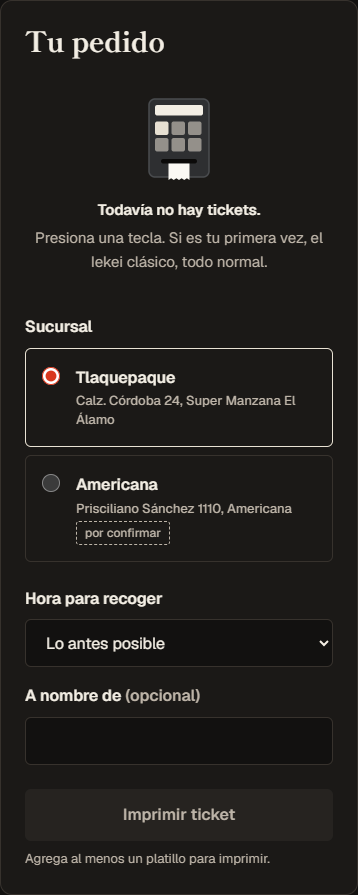 Tu pedido
Todavía no hay tickets.
Presiona una tecla. Si es tu primera vez, el
Iekei clásico, todo normal.
Sucursal
Tlaquepaque
Calz. Córdoba 24, Super Manzana El
Álamo
Americana
Prisciliano Sánchez 1110, Americana
por confirmar
Hora para recoger
Lo antes posible
A nombre de (opcional)
Imprimir ticket
Agrega al menos un platillo para imprimir.